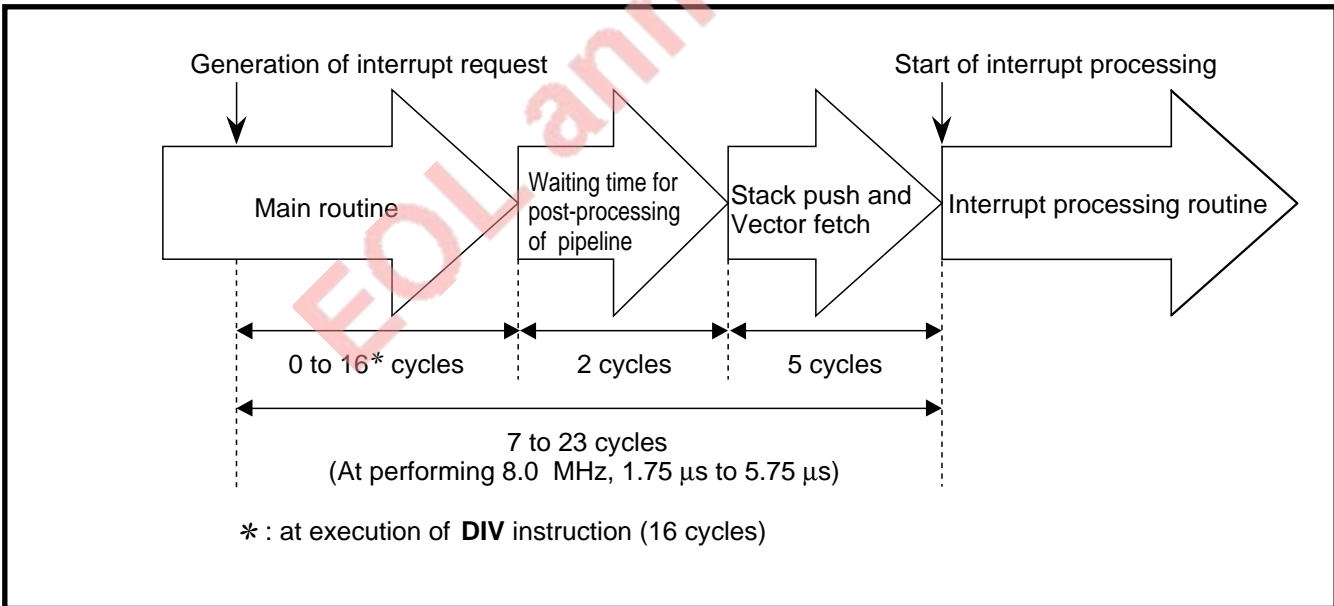 Generation of interrupt request
Start of interrupt processing
Main routine
Waiting time for
post-processing
of pipeline
Stack push and
Vector fetch
Interrupt processing routine
0 to 16* cycles
2 cycles
5 cycles
7 to 23 cycles
(At performing 8.0 MHz, 1.75 μs to 5.75 μs)
* : at execution of DIV instruction (16 cycles)
EOL ann